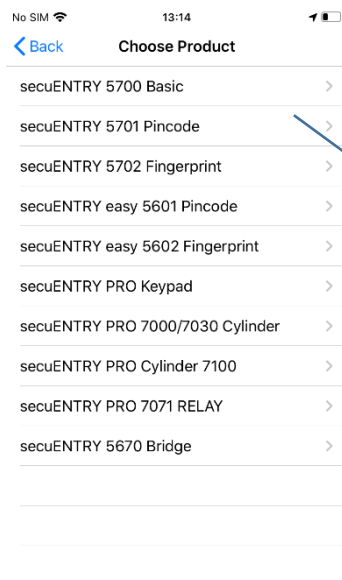 No SIM 13:14
Back Choose Product
secuENTRY 5700 Basic
secuENTRY 5701 Pincode
secuENTRY 5702 Fingerprint
secuENTRY easy 5601 Pincode
secuENTRY easy 5602 Fingerprint
secuENTRY PRO Keypad
secuENTRY PRO 7000/7030 Cylinder
secuENTRY PRO Cylinder 7100
secuENTRY PRO 7071 RELAY
secuENTRY 5670 Bridge